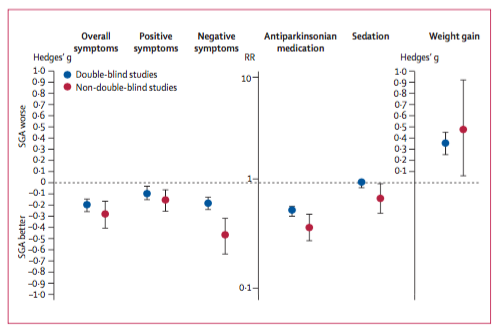 Overall symptoms
Positive symptoms
Negative symptoms
Antiparkinsonian medication
Sedation
Weight gain
Hedges' g
RR
Hedges' g
Double-blind studies
Non-double-blind studies
SGA worse
SGA better
1·0
0·9
0·8
0·7
0·6
0·5
0·4
0·3
0·2
0·1
0
–0·1
–0·2
–0·3
–0·4
–0·5
–0·6
–0·7
–0·8
–0·9
–1·0
10
1
0·1
1·0
0·9
0·8
0·7
0·6
0·5
0·4
0·3
0·2
0·1